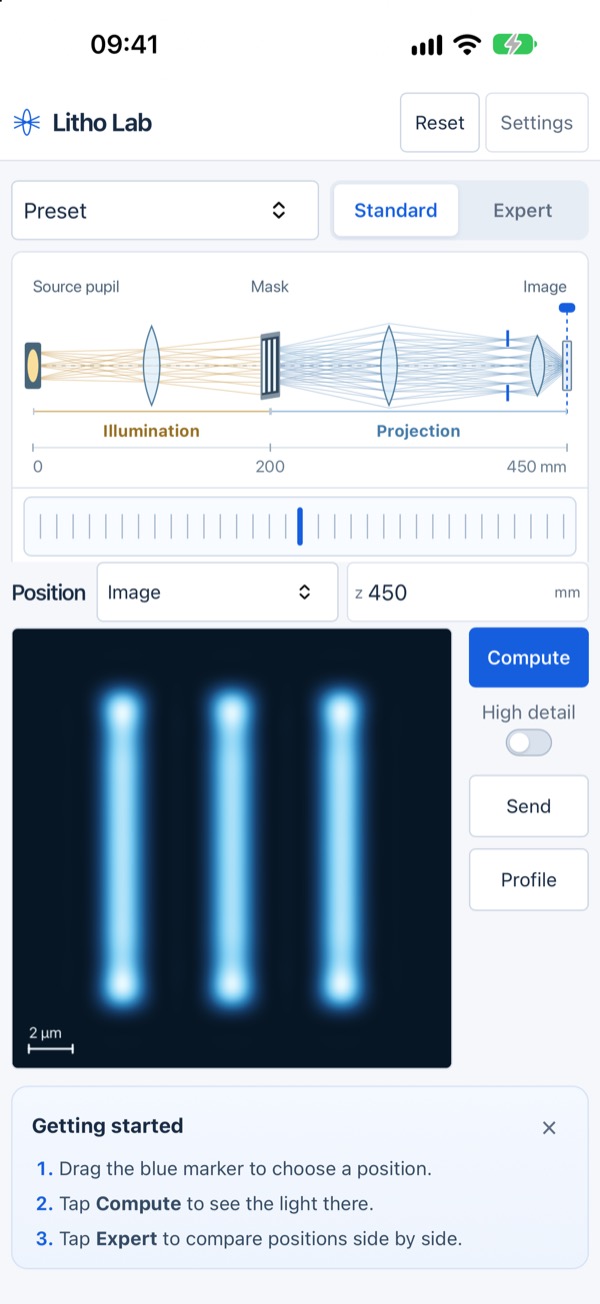 09:41
Litho Lab
Reset
Settings
Preset
Standard
Expert
Source pupil
Mask
Image
Illumination
Projection
0
200
450 mm
Position
Image
z 450
mm
Compute
High detail
Send
Profile
2 μm
Getting started
1. Drag the blue marker to choose a position.
2. Tap Compute to see the light there.
3. Tap Expert to compare positions side by side.